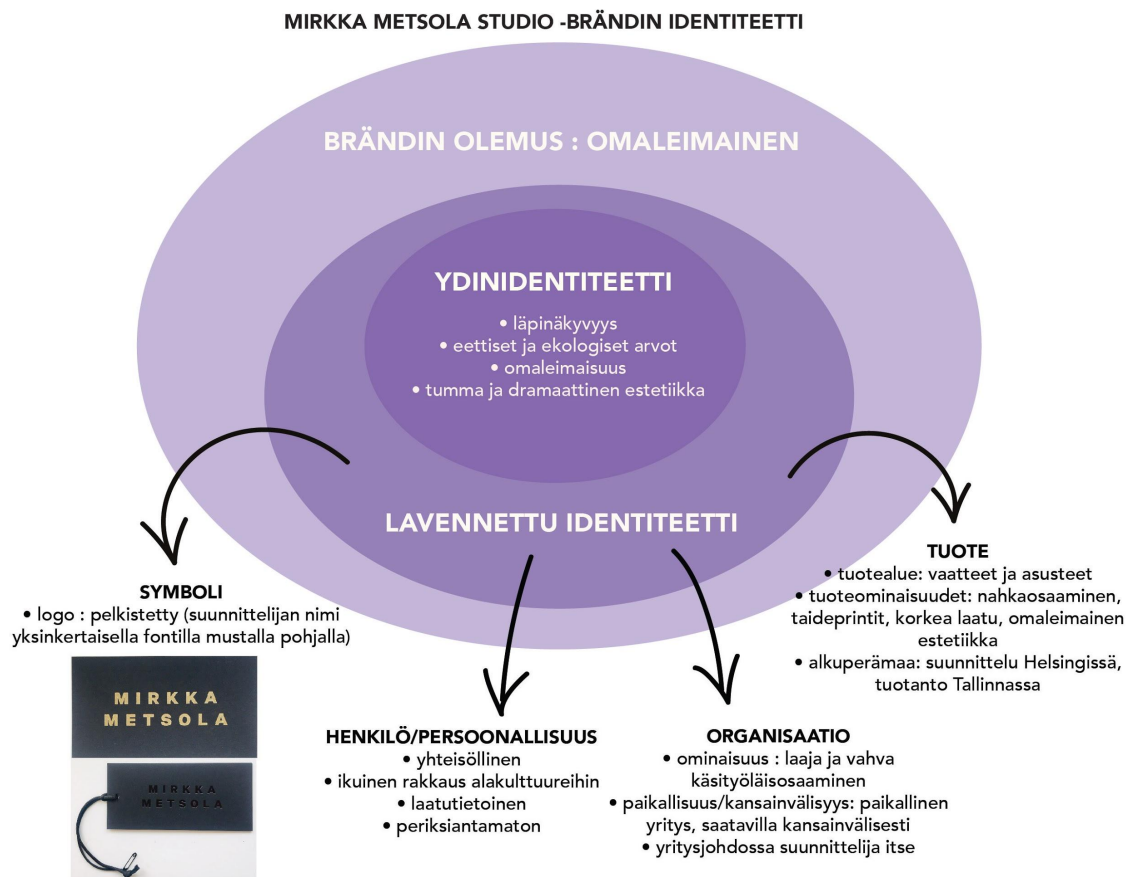 MIRKKA METSOLA STUDIO -BRÄNDIN IDENTITEETTI
BRÄNDIN OLEMUS : OMALEIMAINEN
YDINIDENTITEETTI
• läpinäkyvyys
• eettiset ja ekologiset arvot
• omaleimaisuus
• tumma ja dramaattinen estetiikka
LAVENNETTU IDENTITEETTI
SYMBOLI
• logo : pelkistetty (suunnittelijan nimi
yksinkertaisella fontilla mustalla pohjalla)
MIRKKA
METSOLA
MIRKKA
METSOLA
HENKILÖ/PERSOONALLISUUS
• yhteisöllinen
• ikuinen rakkaus alakulttuureihin
• laatutietoinen
• periksiantamaton
ORGANISAATIO
• ominaisuus : laaja ja vahva
käsityöläisosaaminen
• paikallisuus/kansainvälisyys: paikallinen
yritys, saatavilla kansainvälisesti
• yritysjohdossa suunnittelija itse
TUOTE
• tuotealue: vaatteet ja asusteet
• tuoteominaisuudet: nahkaosaaminen,
taideprintit, korkea laatu, omaleimainen
estetiikka
• alkuperämaa: suunnittelu Helsingissä,
tuotanto Tallinnassa